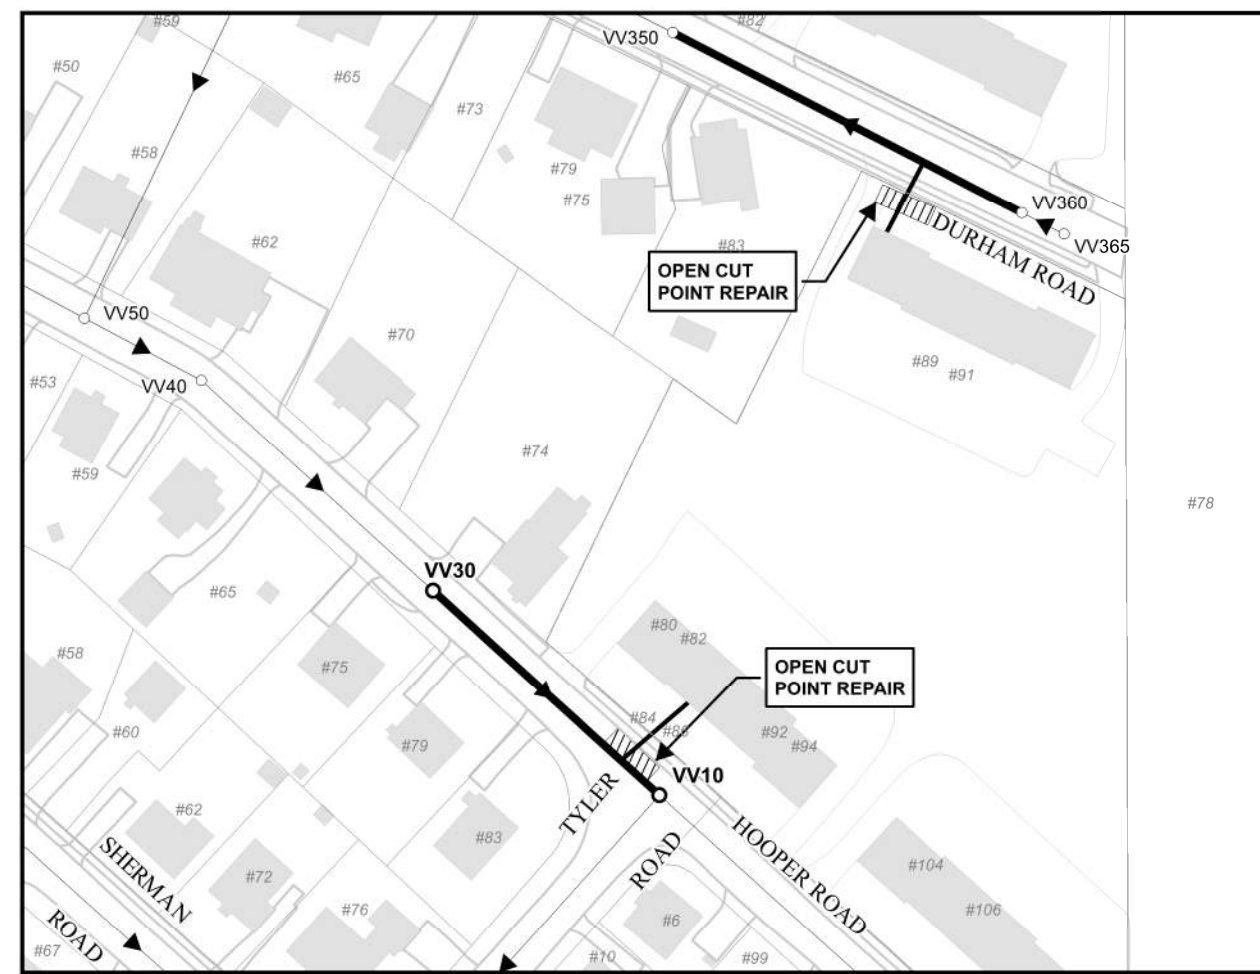 #59
VV350
#82
#50
#65
#73
#58
#79
#75
#62
#83
VV360
VV365
DURHAM ROAD
OPEN CUT
POINT REPAIR
VV50
#70
#89
#91
VV40
#53
#59
#74
#78
VV30
#65
#80
#82
#58
#75
OPEN CUT
POINT REPAIR
#60
#84
#86
#92
#94
#79
VV10
TYLER
ROAD
HOOPER ROAD
#62
#83
SHERMAN
ROAD
#72
#104
#76
#6
#106
#67
#10
#99